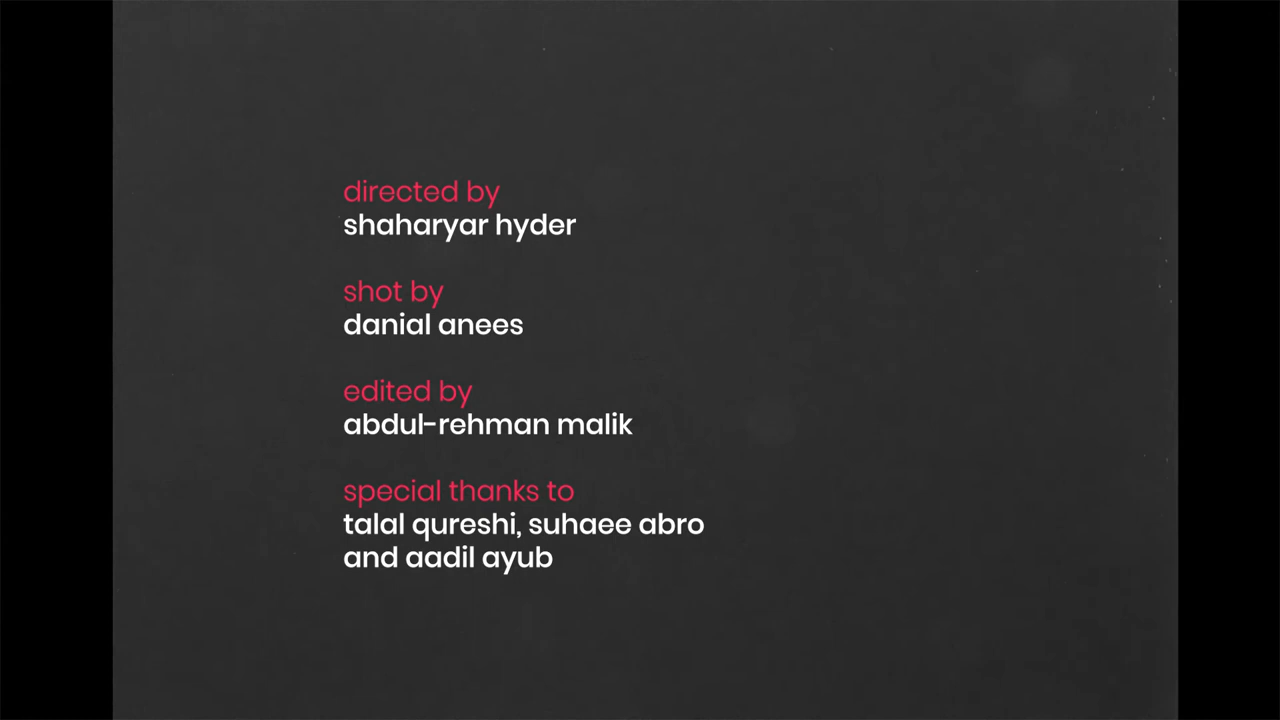 directed by
shaharyar hyder
shot by
danial anees
edited by
abdul-rehman malik
special thanks to
talal qureshi, suhaee abro
and aadil ayub